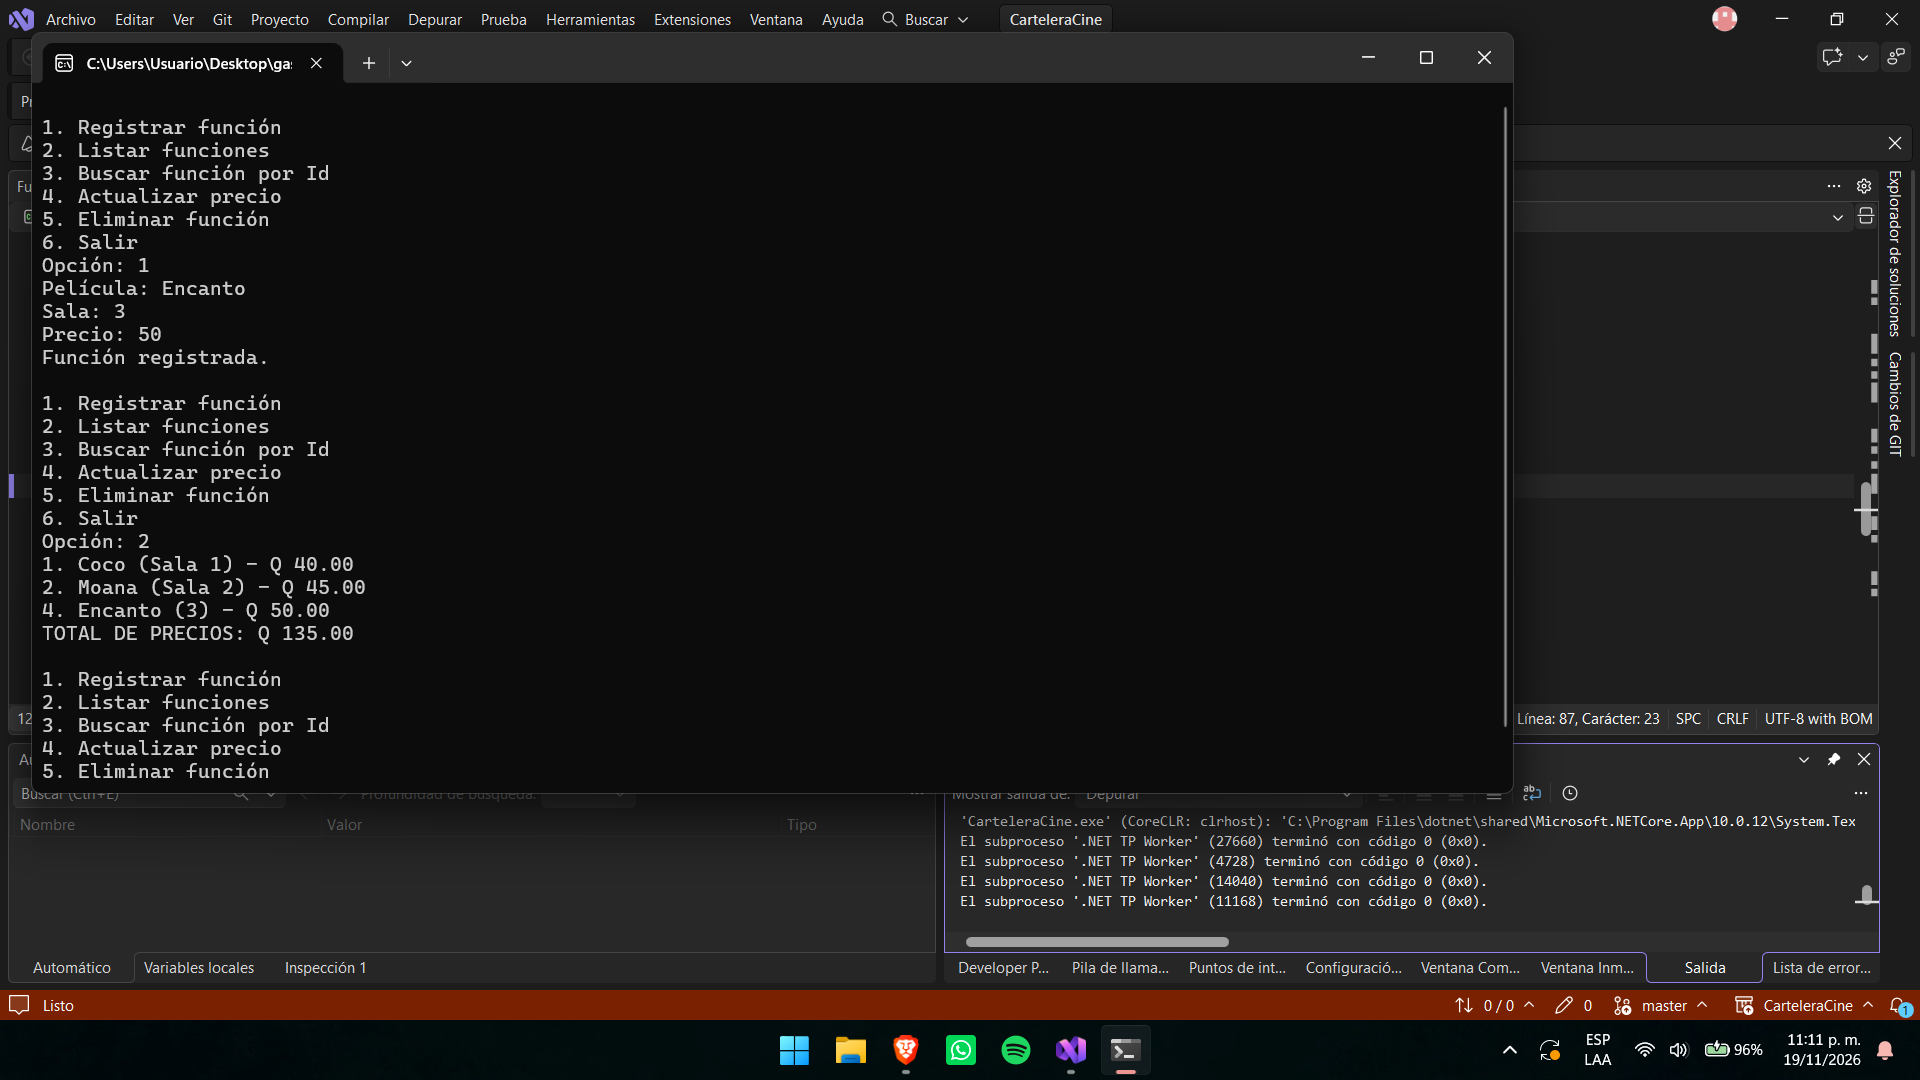 Archivo Editar Ver Git Proyecto Compilar Depurar Prueba Herramientas Extensiones Ventana Ayuda Buscar CarteleraCine
C:\Users\Usuario\Desktop\ga
1. Registrar función
2. Listar funciones
3. Buscar función por Id
4. Actualizar precio
5. Eliminar función
6. Salir
Opción: 1
Película: Encanto
Sala: 3
Precio: 50
Función registrada.
1. Registrar función
2. Listar funciones
3. Buscar función por Id
4. Actualizar precio
5. Eliminar función
6. Salir
Opción: 2
1. Coco (Sala 1) - Q 40.00
2. Moana (Sala 2) - Q 45.00
4. Encanto (3) - Q 50.00
TOTAL DE PRECIOS: Q 135.00
1. Registrar función
2. Listar funciones
3. Buscar función por Id
4. Actualizar precio
5. Eliminar función
Explorador de soluciones
Cambios de GIT
Línea: 87, Carácter: 23 SPC CRLF UTF-8 with BOM
Buscar (Ctrl+E) Profundidad de búsqueda:
Nombre Valor Tipo
Automático Variables locales Inspección 1
Mostrar salida de: Depurar
'CarteleraCine.exe' (CoreCLR: clrhost): 'C:\Program Files\dotnet\shared\Microsoft.NETCore.App\10.0.12\System.Tex
El subproceso '.NET TP Worker' (27660) terminó con código 0 (0x0).
El subproceso '.NET TP Worker' (4728) terminó con código 0 (0x0).
El subproceso '.NET TP Worker' (14040) terminó con código 0 (0x0).
El subproceso '.NET TP Worker' (11168) terminó con código 0 (0x0).
Developer P... Pila de llama... Puntos de int... Configuració... Ventana Com... Ventana Inm... Salida Lista de error...
Listo 0 / 0 0 master CarteleraCine 1
ESP
LAA
96%
11:11 p. m.
19/11/2026